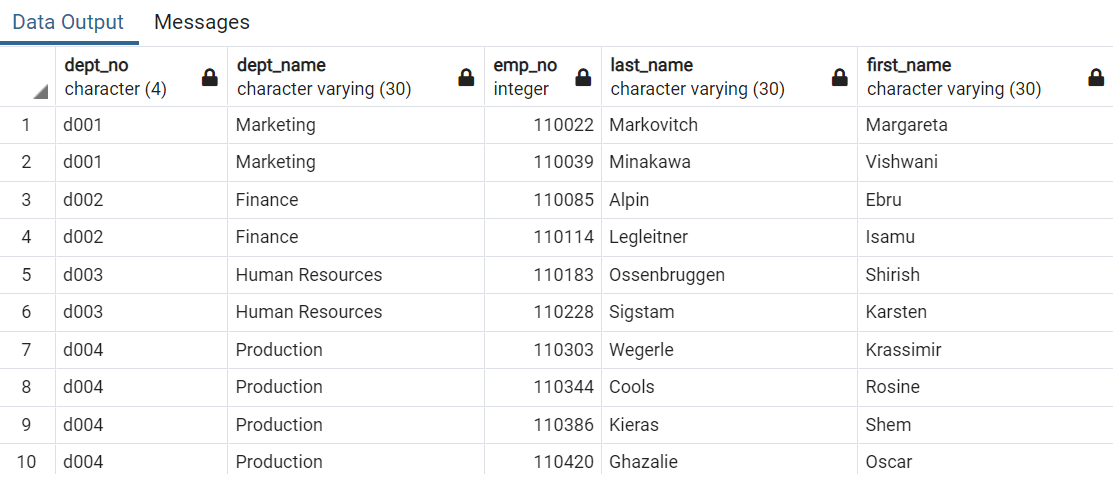 Data Output Messages
dept_no dept_name emp_no last_name first_name
character (4) character varying (30) integer character varying (30) character varying (30)
1 d001 Marketing 110022 Markovitch Margareta
2 d001 Marketing 110039 Minakawa Vishwani
3 d002 Finance 110085 Alpin Ebru
4 d002 Finance 110114 Legleitner Isamu
5 d003 Human Resources 110183 Ossenbruggen Shirish
6 d003 Human Resources 110228 Sigstam Karsten
7 d004 Production 110303 Wegerle Krassimir
8 d004 Production 110344 Cools Rosine
9 d004 Production 110386 Kieras Shem
10 d004 Production 110420 Ghazalie Oscar